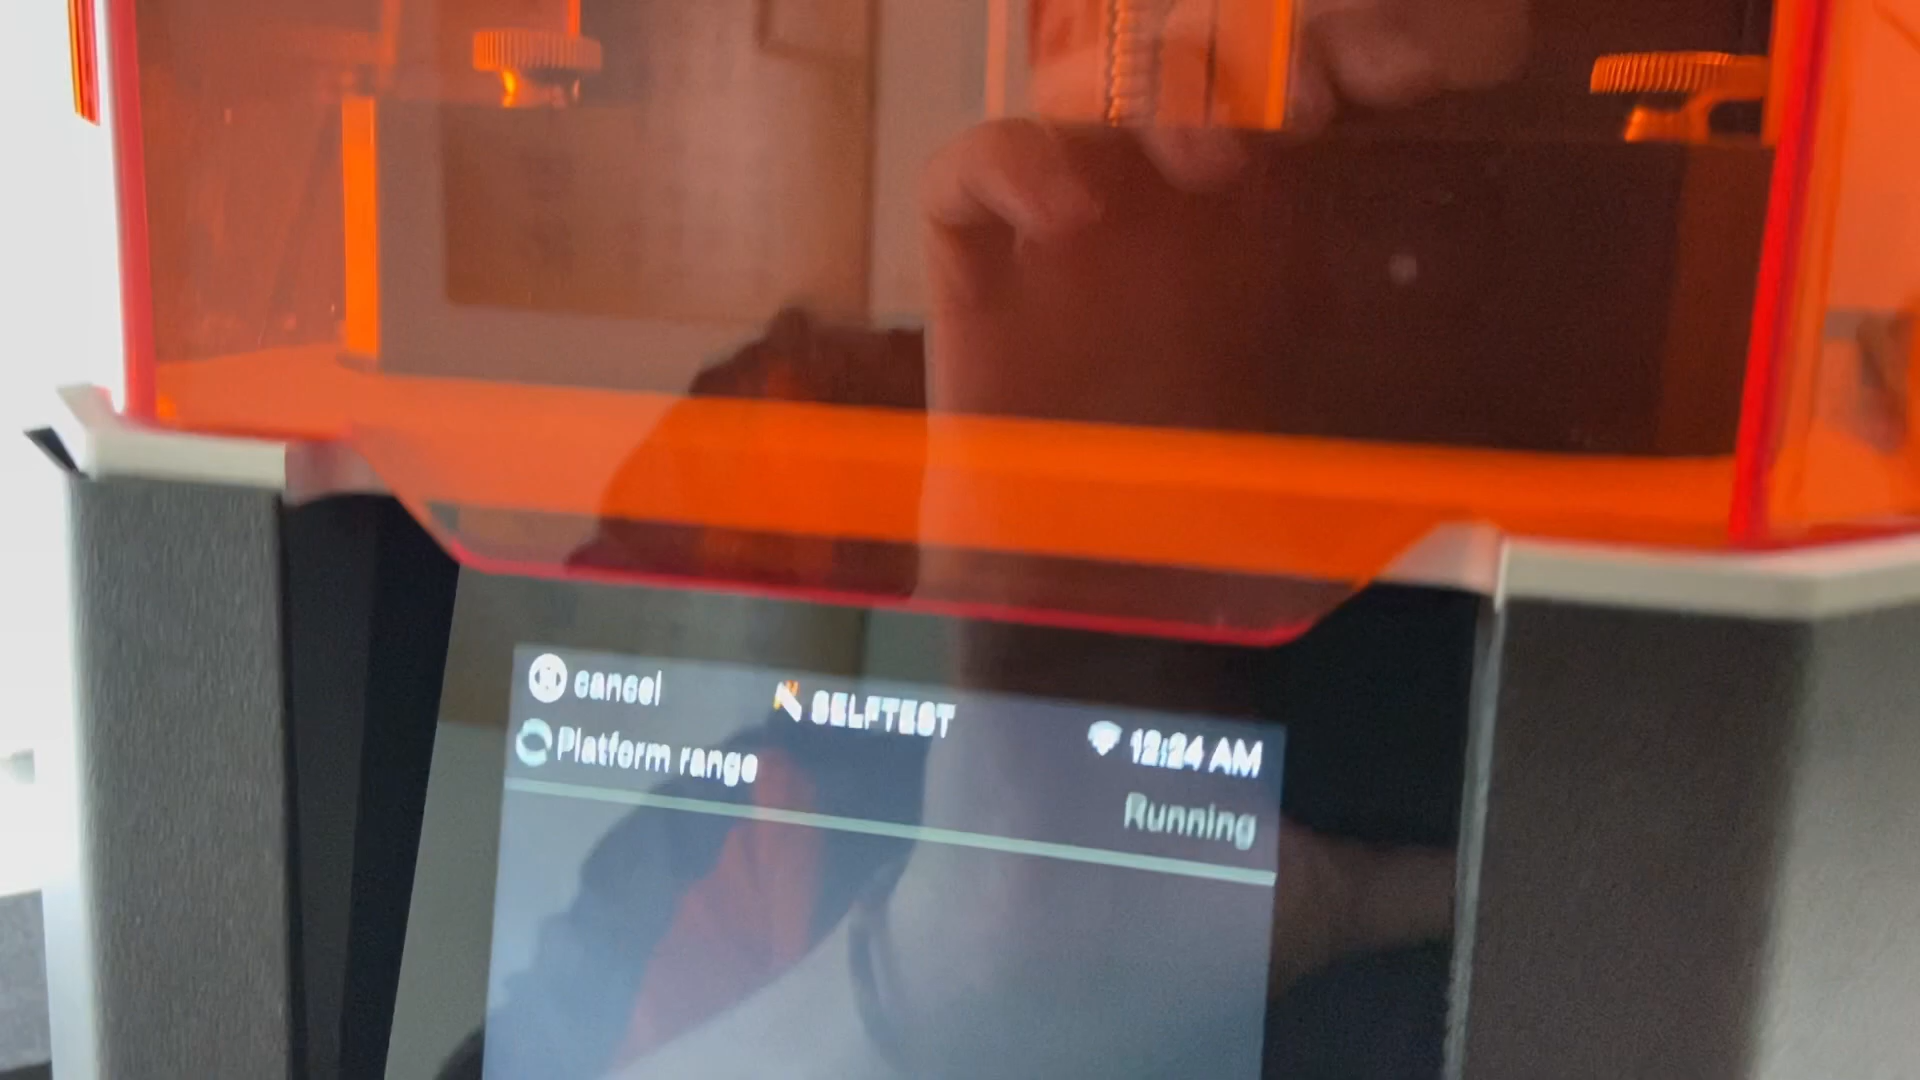 cancel
SELFTEST
12:24 AM
Platform range
Running